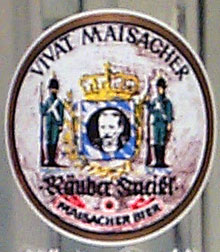 VIVAT MAISACHER
Räuber Kneißl
MAISACHER BIER